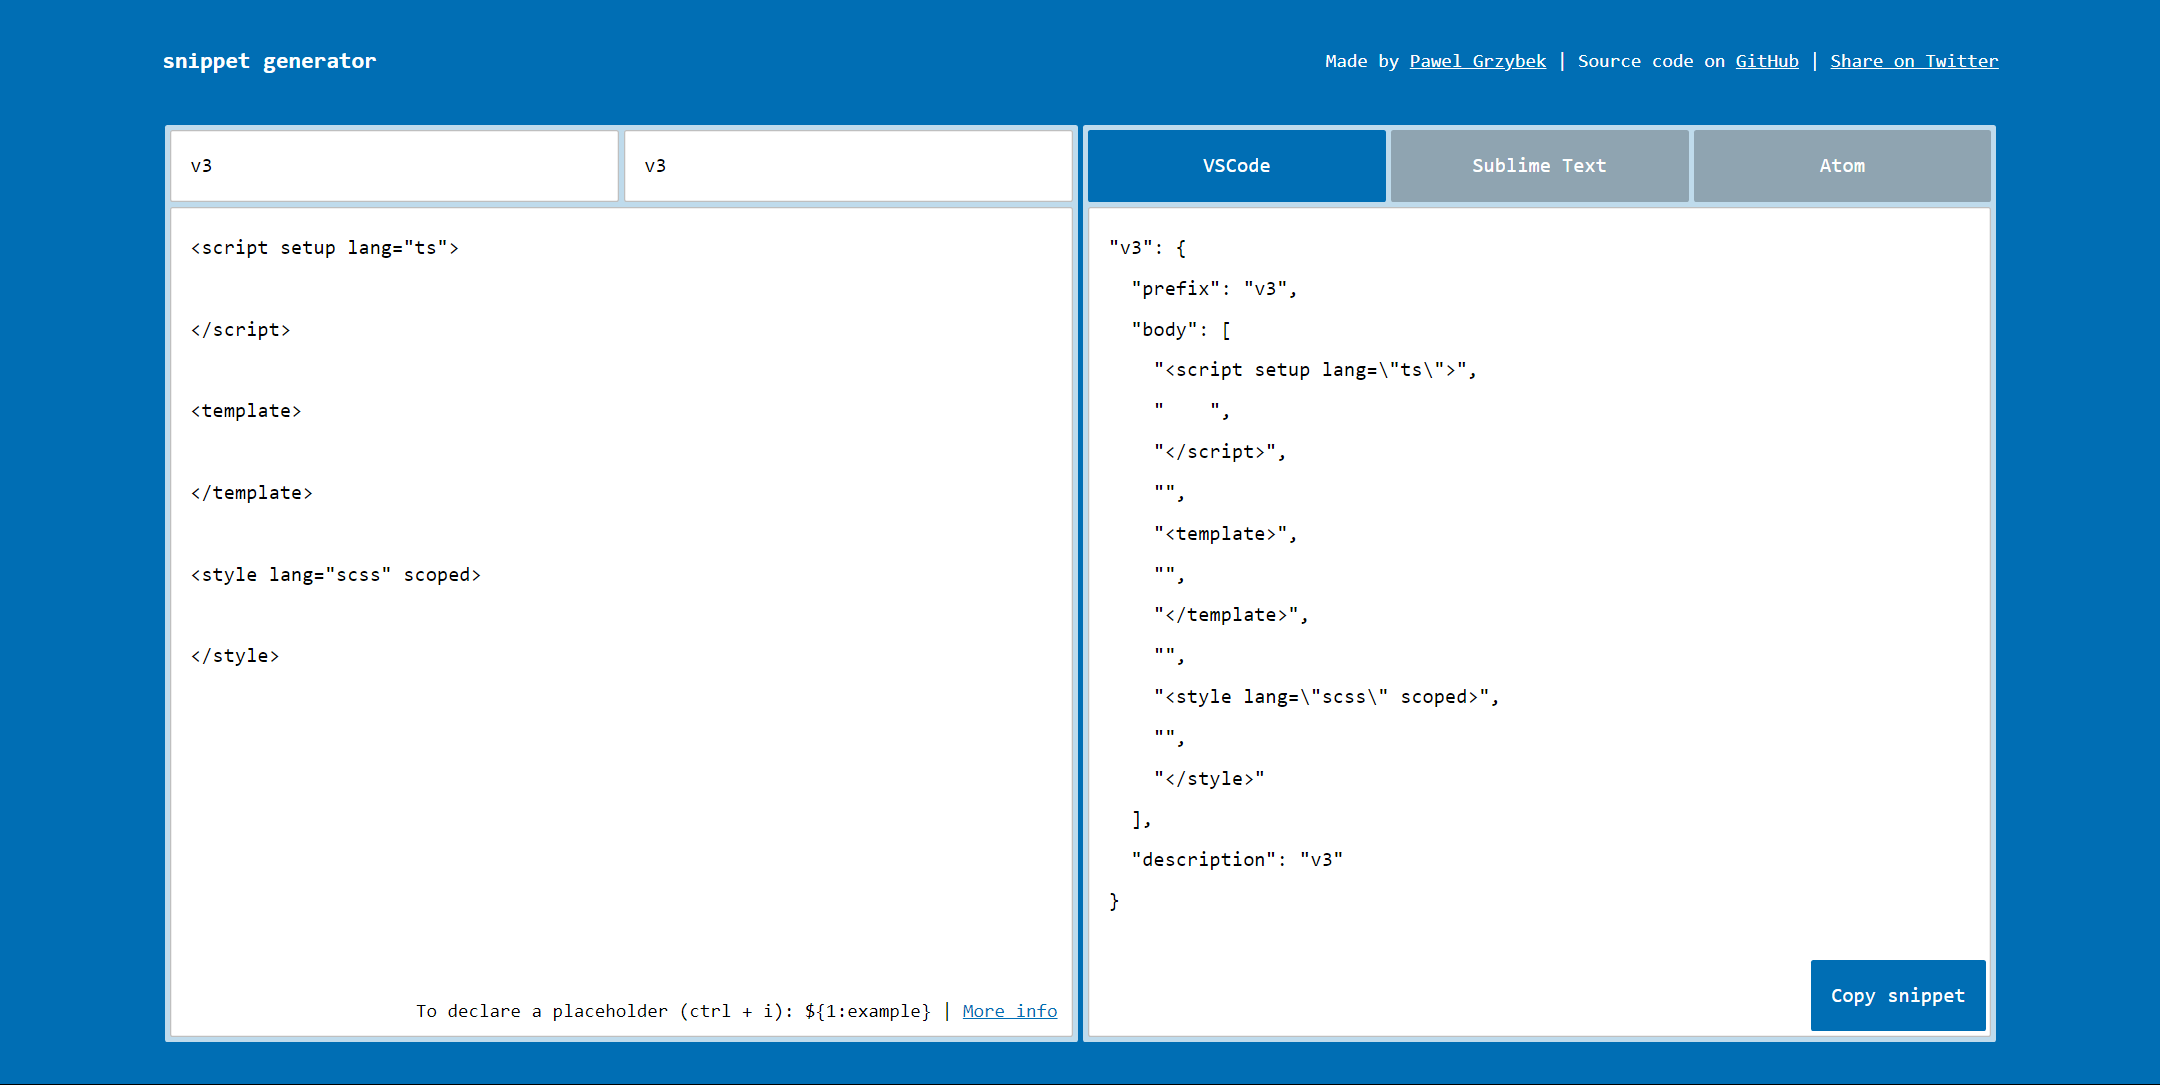 snippet generator
Made by Pawel Grzybek | Source code on GitHub | Share on Twitter
v3
v3
<script setup lang="ts">
</script>
<template>
</template>
<style lang="scss" scoped>
</style>
To declare a placeholder (ctrl + i): ${1:example} | More info
VSCode
Sublime Text
Atom
"v3": {
  "prefix": "v3",
  "body": [
    "<script setup lang=\"ts\">",
    "    ",
    "</script>",
    "",
    "<template>",
    "",
    "</template>",
    "",
    "<style lang=\"scss\" scoped>",
    "",
    "</style>"
  ],
  "description": "v3"
}
Copy snippet